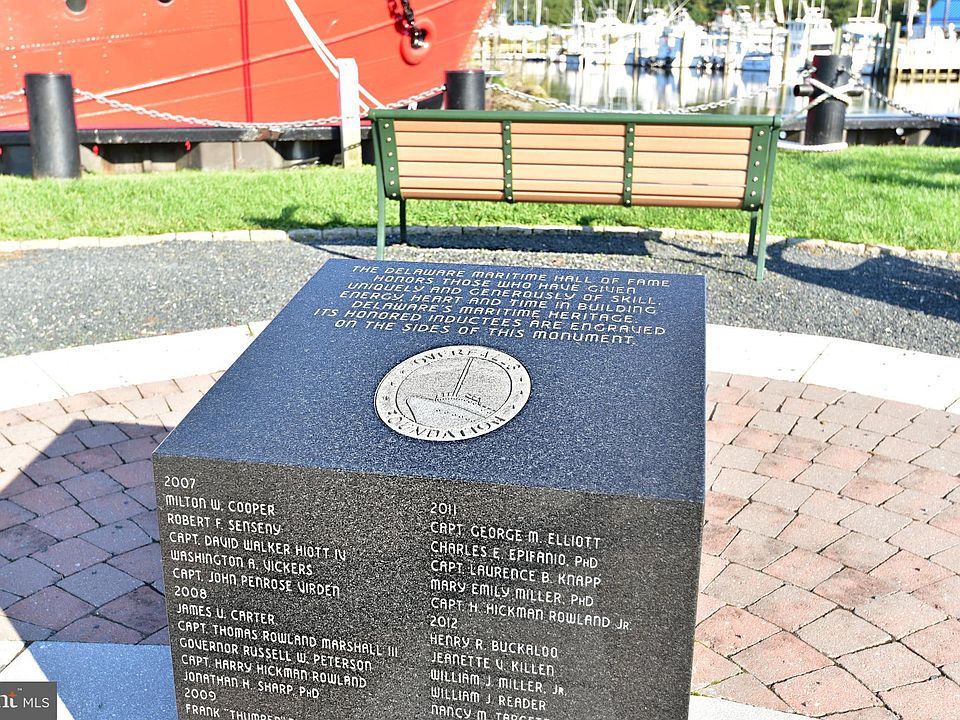 THE DELAWARE MARITIME HALL OF FAME
HONORS THOSE WHO HAVE GIVEN
UNIQUELY AND GENEROUSLY OF SKILL,
ENERGY, HEART AND TIME IN BUILDING
DELAWARE'S MARITIME HERITAGE.
ITS HONORED INDUCTEES ARE ENGRAVED
ON THE SIDES OF THIS MONUMENT.
OVERFALLS
FOUNDATION
2007
MILTON W. COOPER
ROBERT F. SENSENY
CAPT. DAVID WALKER HIOTT IV
WASHINGTON A. VICKERS
CAPT. JOHN PENROSE VIRDEN
2008
JAMES U. CARTER
CAPT. THOMAS ROWLAND MARSHALL III
GOVERNOR RUSSELL W. PETERSON
CAPT. HARRY HICKMAN ROWLAND
JONATHAN H. SHARP, PhD
2009
FRANK
2011
CAPT. GEORGE M. ELLIOTT
CHARLES E. EPIFANIO, PhD
CAPT. LAURENCE B. KNAPP
MARY EMILY MILLER, PhD
CAPT. H. HICKMAN ROWLAND Jr.
2012
HENRY R. BUCKALOO
JEANETTE V. KILLEN
WILLIAM J. MILLER, Jr.
WILLIAM J. READER
NANCY M.
MLS